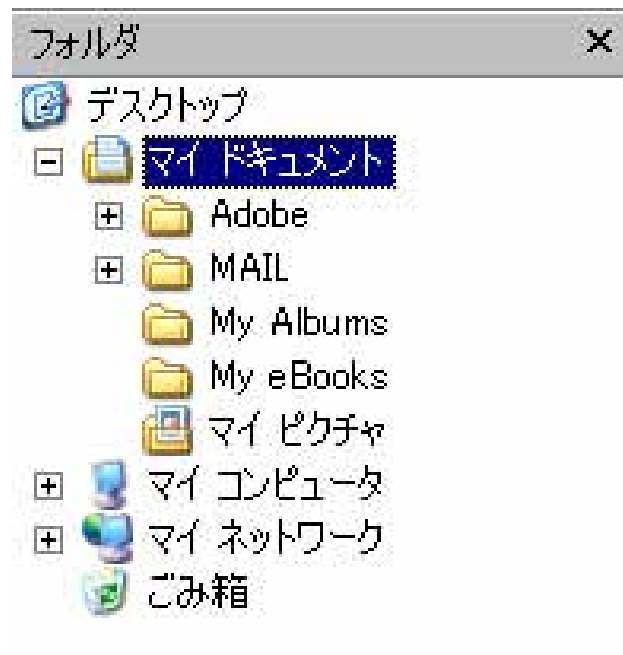 フォルダ
デスクトップ
マイ ドキュメント
Adobe
MAIL
My Albums
My eBooks
マイ ピクチャ
マイ コンピュータ
マイ ネットワーク
ごみ箱